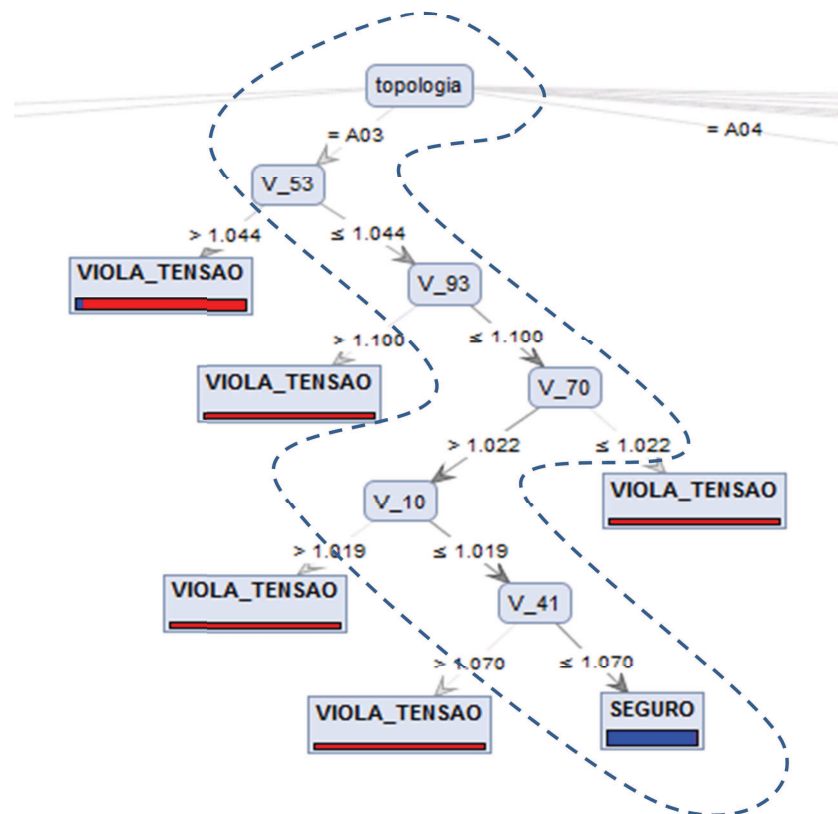 topologia
= A03
= A04
V_53
> 1.044
≤ 1.044
VIOLA_TENSAO
V_93
> 1.100
≤ 1.100
VIOLA_TENSAO
V_70
> 1.022
≤ 1.022
V_10
VIOLA_TENSAO
> 1.019
≤ 1.019
VIOLA_TENSAO
V_41
> 1.070
≤ 1.070
VIOLA_TENSAO
SEGURO